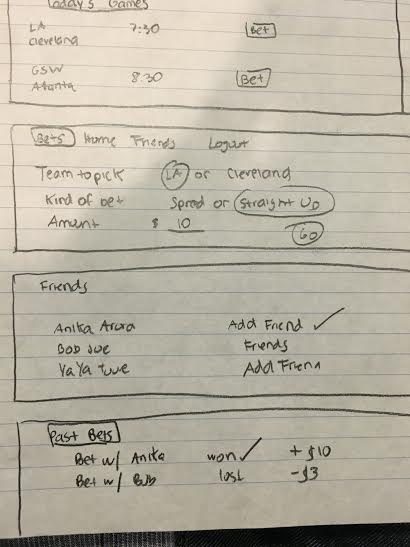 Today's Games
LA 7:30 Bet
Cleveland
GSW 8:30 Bet
Atlanta
Bets Home Friends Logout
Team to pick LA or Cleveland
Kind of bet Spread or Straight Up
Amount $ 10 GO
Friends
Anika Arora Add Friend ✓
Bob Jue Friends
YaYa Tuve Add Friend
Past Bets
Bet w/ Anika won ✓ + $10
Bet w/ Bob lost -$3